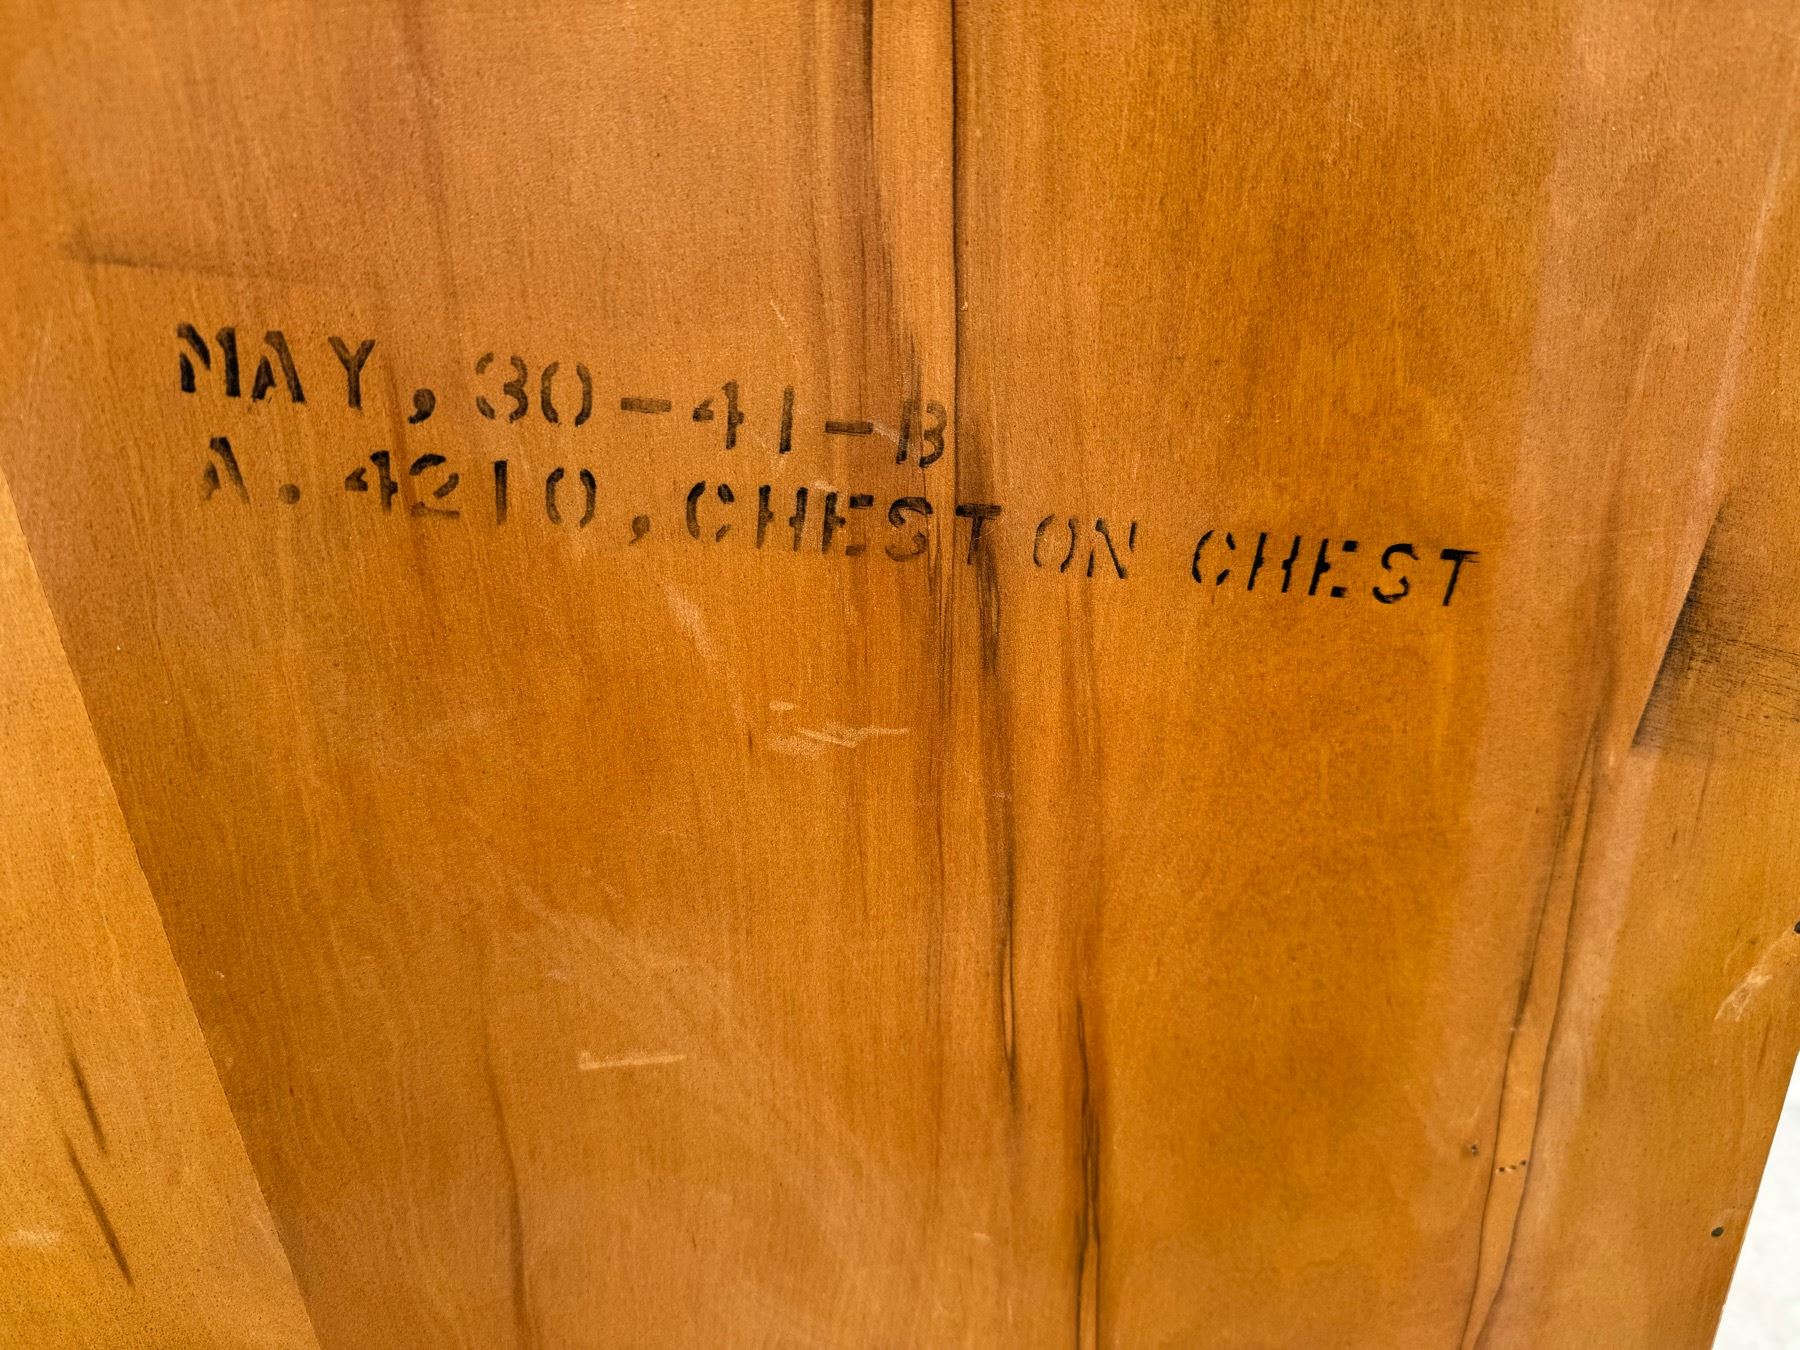 MAY, 30-41-B
A. 4210, CHEST ON CHEST